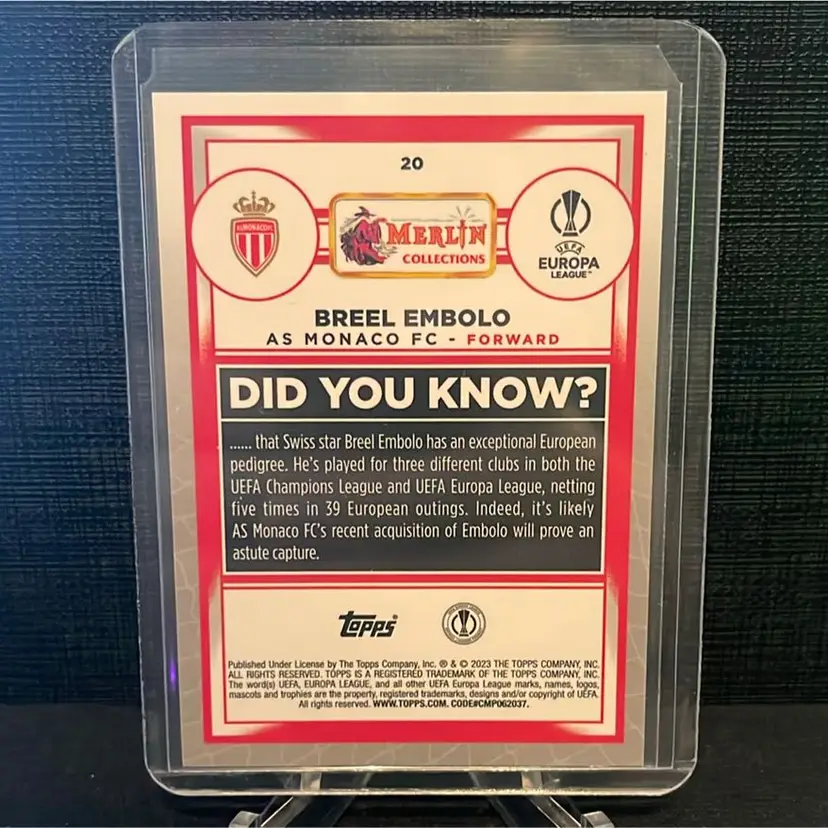 20
AS MONACO FC
MERLIN
COLLECTIONS
UEFA
EUROPA
LEAGUE™
BREEL EMBOLO
AS MONACO FC - FORWARD
DID YOU KNOW?
...... that Swiss star Breel Embolo has an exceptional European
pedigree. He's played for three different clubs in both the
UEFA Champions League and UEFA Europa League, netting
five times in 39 European outings. Indeed, it's likely
AS Monaco FC's recent acquisition of Embolo will prove an
astute capture.
Topps®
Published Under License by The Topps Company, Inc. ® & © 2023 THE TOPPS COMPANY, INC.
ALL RIGHTS RESERVED. TOPPS IS A REGISTERED TRADEMARK OF THE TOPPS COMPANY, INC.
The word(s) UEFA, EUROPA LEAGUE, and all other UEFA Europa League marks, names, logos,
mascots and trophies are the property, registered trademarks, designs and/or copyright of UEFA.
All rights reserved. WWW.TOPPS.COM. CODE#CMP062037.